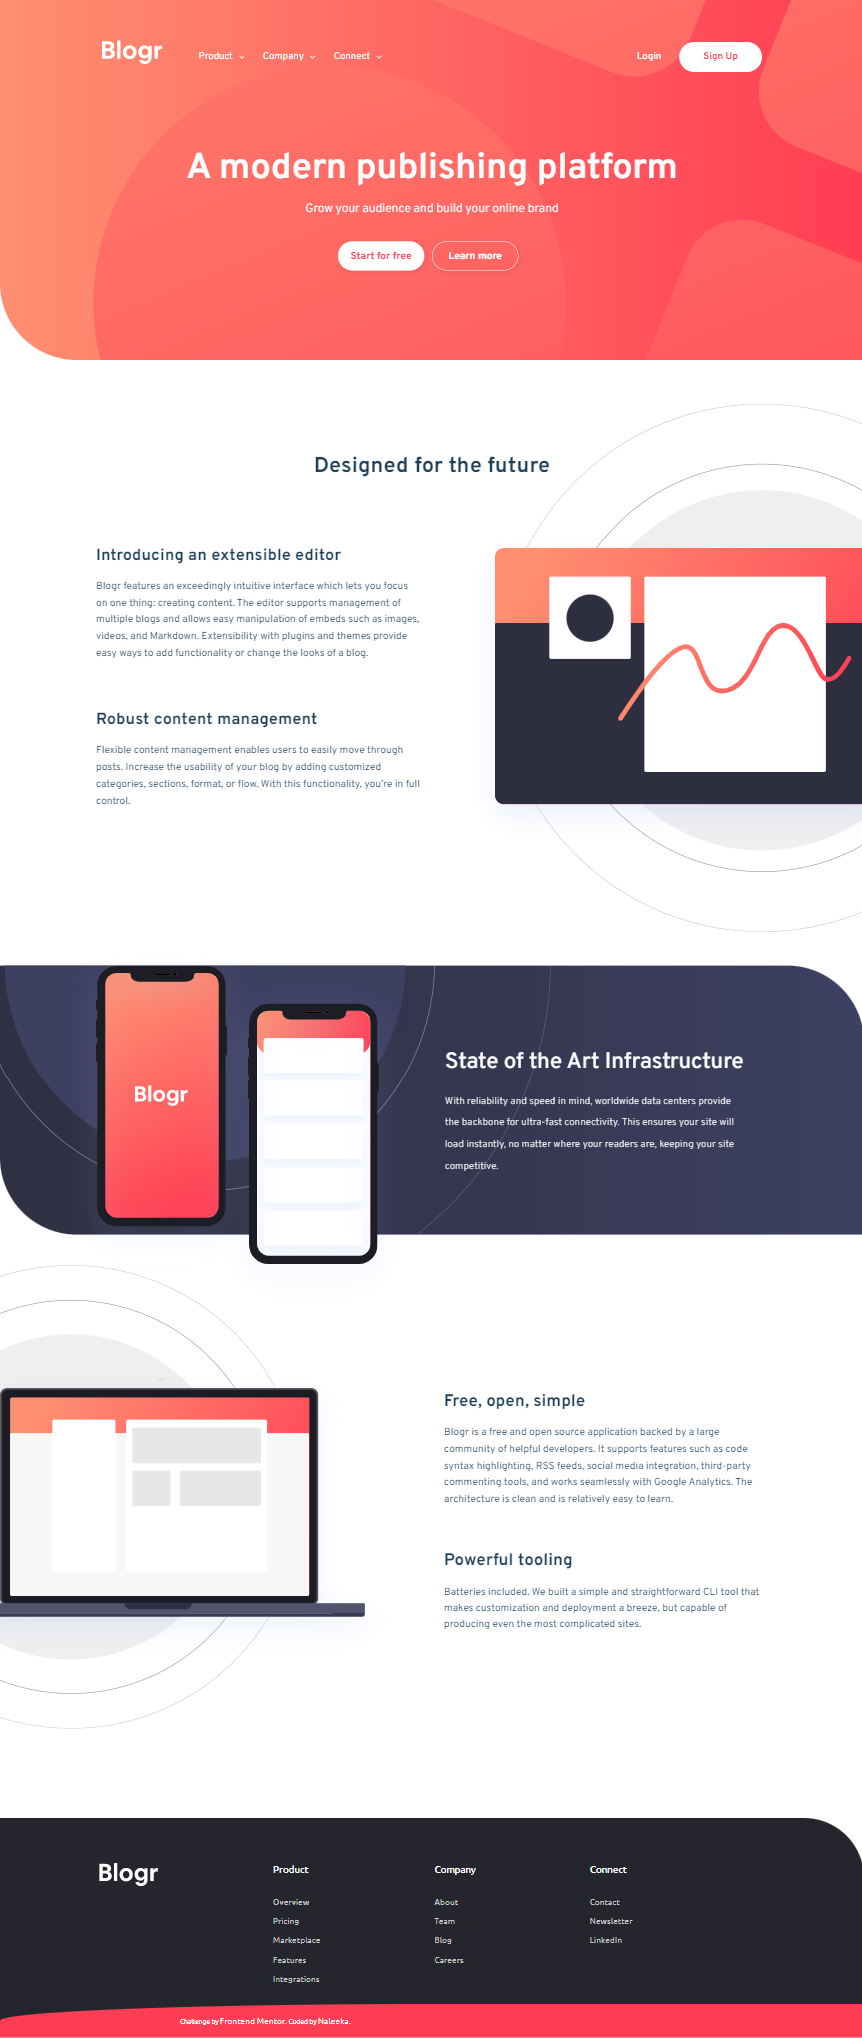 Blogr
Product
Company
Connect
Login
Sign Up
A modern publishing platform
Grow your audience and build your online brand
Start for free
Learn more
Designed for the future
Introducing an extensible editor
Blogr features an exceedingly intuitive interface which lets you focus
on one thing: creating content. The editor supports management of
multiple blogs and allows easy manipulation of embeds such as images,
videos, and Markdown. Extensibility with plugins and themes provide
easy ways to add functionality or change the looks of a blog.
Robust content management
Flexible content management enables users to easily move through
posts. Increase the usability of your blog by adding customized
categories, sections, format, or flow. With this functionality, you're in full
control.
Blogr
State of the Art Infrastructure
With reliability and speed in mind, worldwide data centers provide
the backbone for ultra-fast connectivity. This ensures your site will
load instantly, no matter where your readers are, keeping your site
competitive.
Free, open, simple
Blogr is a free and open source application backed by a large
community of helpful developers. It supports features such as code
syntax highlighting, RSS feeds, social media integration, third-party
commenting tools, and works seamlessly with Google Analytics. The
architecture is clean and is relatively easy to learn.
Powerful tooling
Batteries included. We built a simple and straightforward CLI tool that
makes customization and deployment a breeze, but capable of
producing even the most complicated sites.
Blogr
Product
Overview
Pricing
Marketplace
Features
Integrations
Company
About
Team
Blog
Careers
Connect
Contact
Newsletter
LinkedIn
Challenge by Frontend Mentor. Coded by Naleeka.